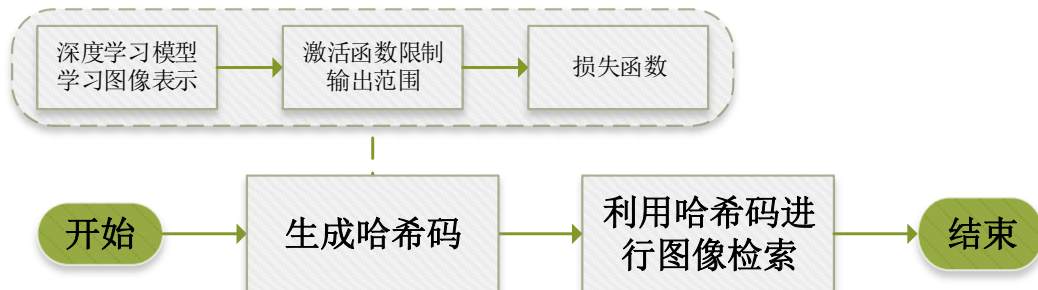 深度学习模型
学习图像表示
激活函数限制
输出范围
损失函数
开始
生成哈希码
利用哈希码进
行图像检索
结束